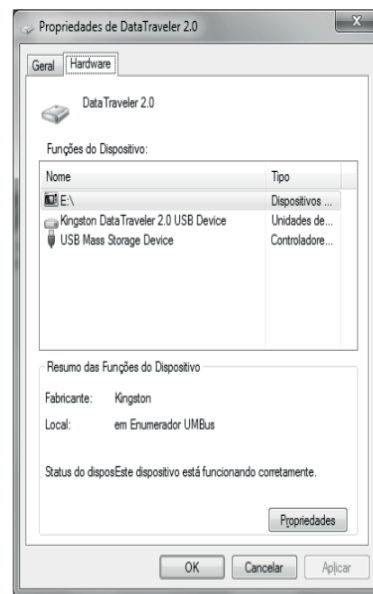 Propriedades de DataTraveler 2.0
X
Geral Hardware
DataTraveler 2.0
Funções do Dispositivo:
Nome Tipo
E:\ Dispositivos ...
Kingston DataTraveler 2.0 USB Device Unidades de...
USB Mass Storage Device Controladore...
Resumo das Funções do Dispositivo
Fabricante: Kingston
Local: em Enumerador UMBus
Status do disposEste dispositivo está funcionando corretamente.
Propriedades
OK Cancelar Aplicar